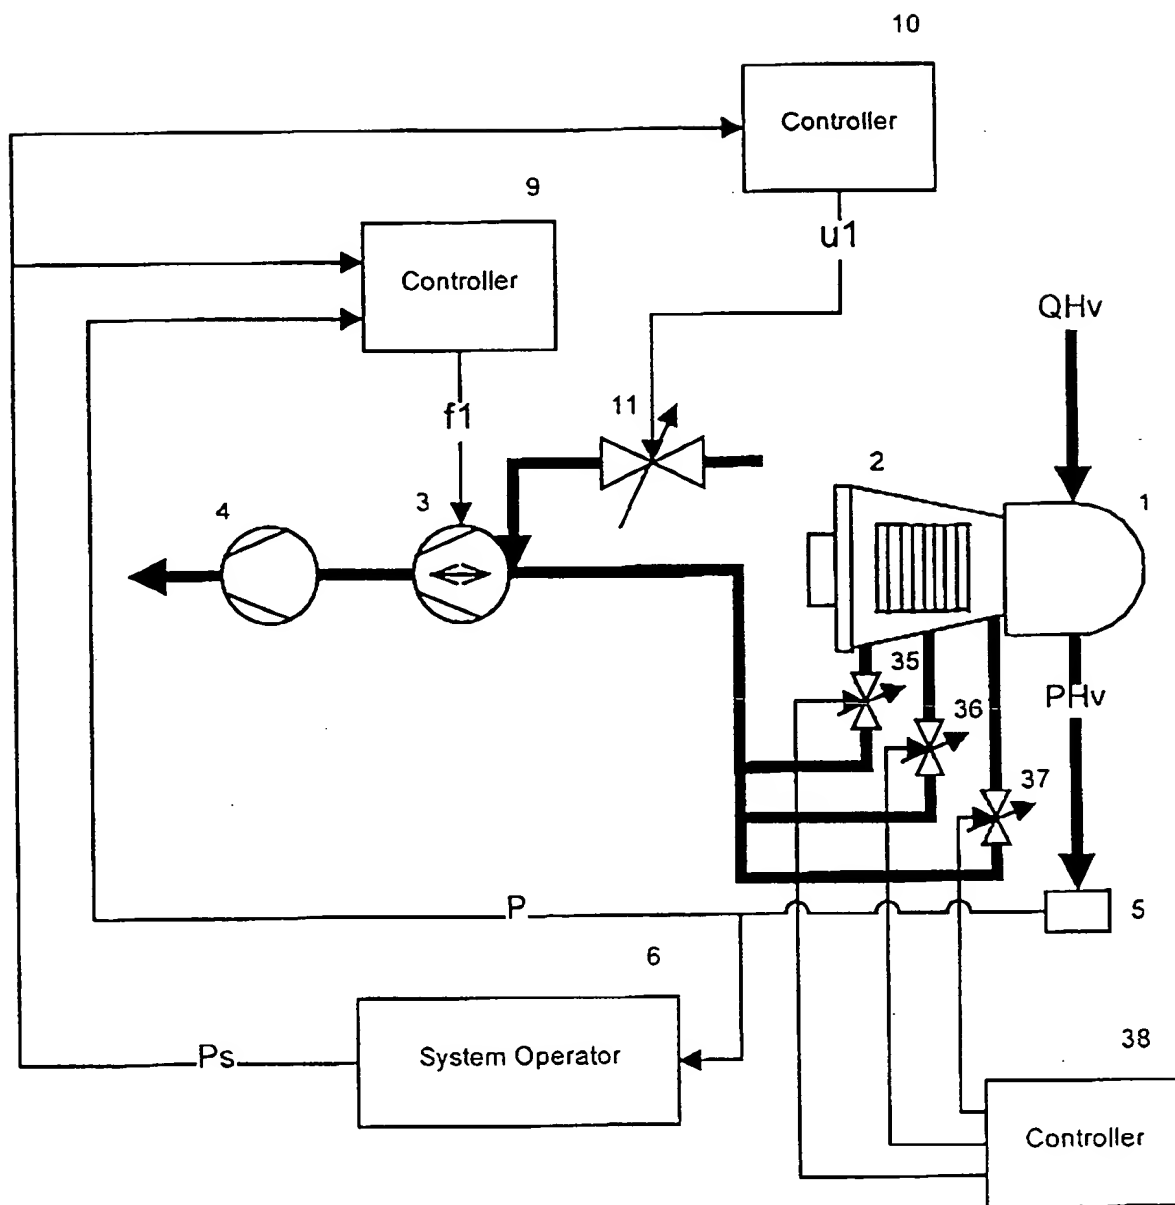 10
Controller
9
u1
Controller
QHv
f1
11
2
1
4
3
35
PHv
36
37
P
5
6
Ps
System Operator
38
Controller